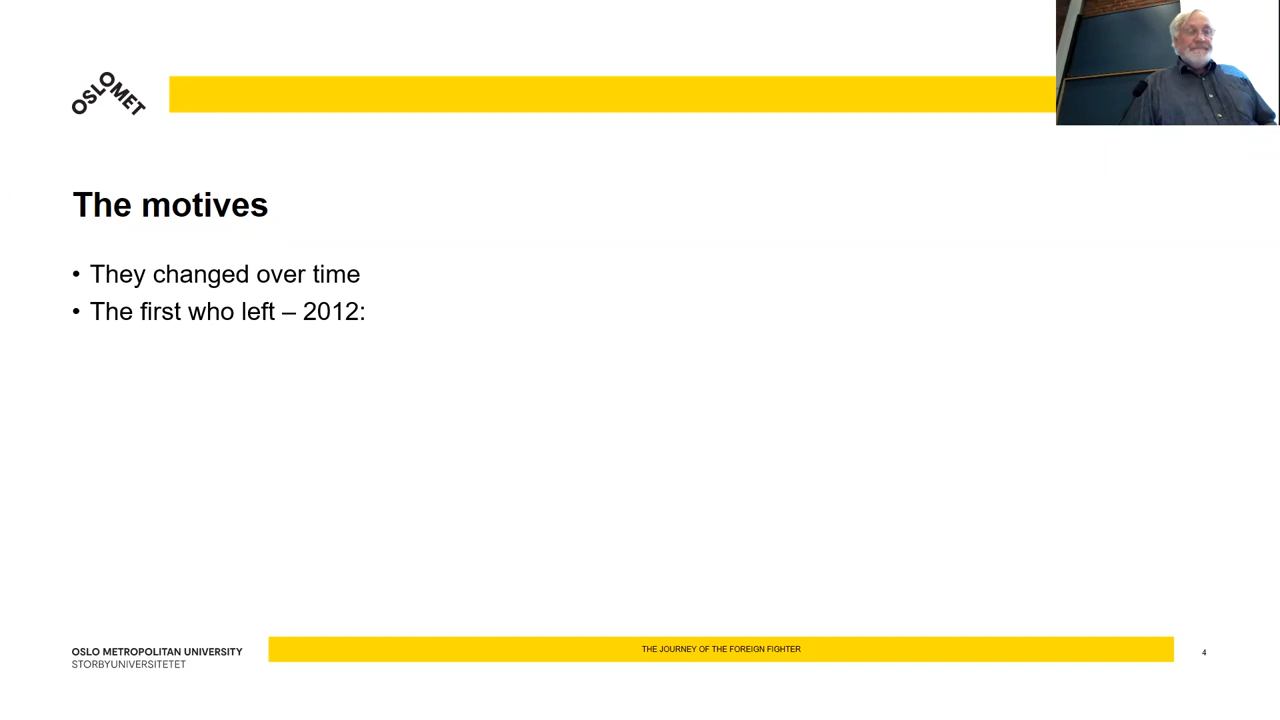 OSLOMET
The motives
• They changed over time
• The first who left – 2012:
OSLO METROPOLITAN UNIVERSITY
STORBYUNIVERSITETET
THE JOURNEY OF THE FOREIGN FIGHTER
4